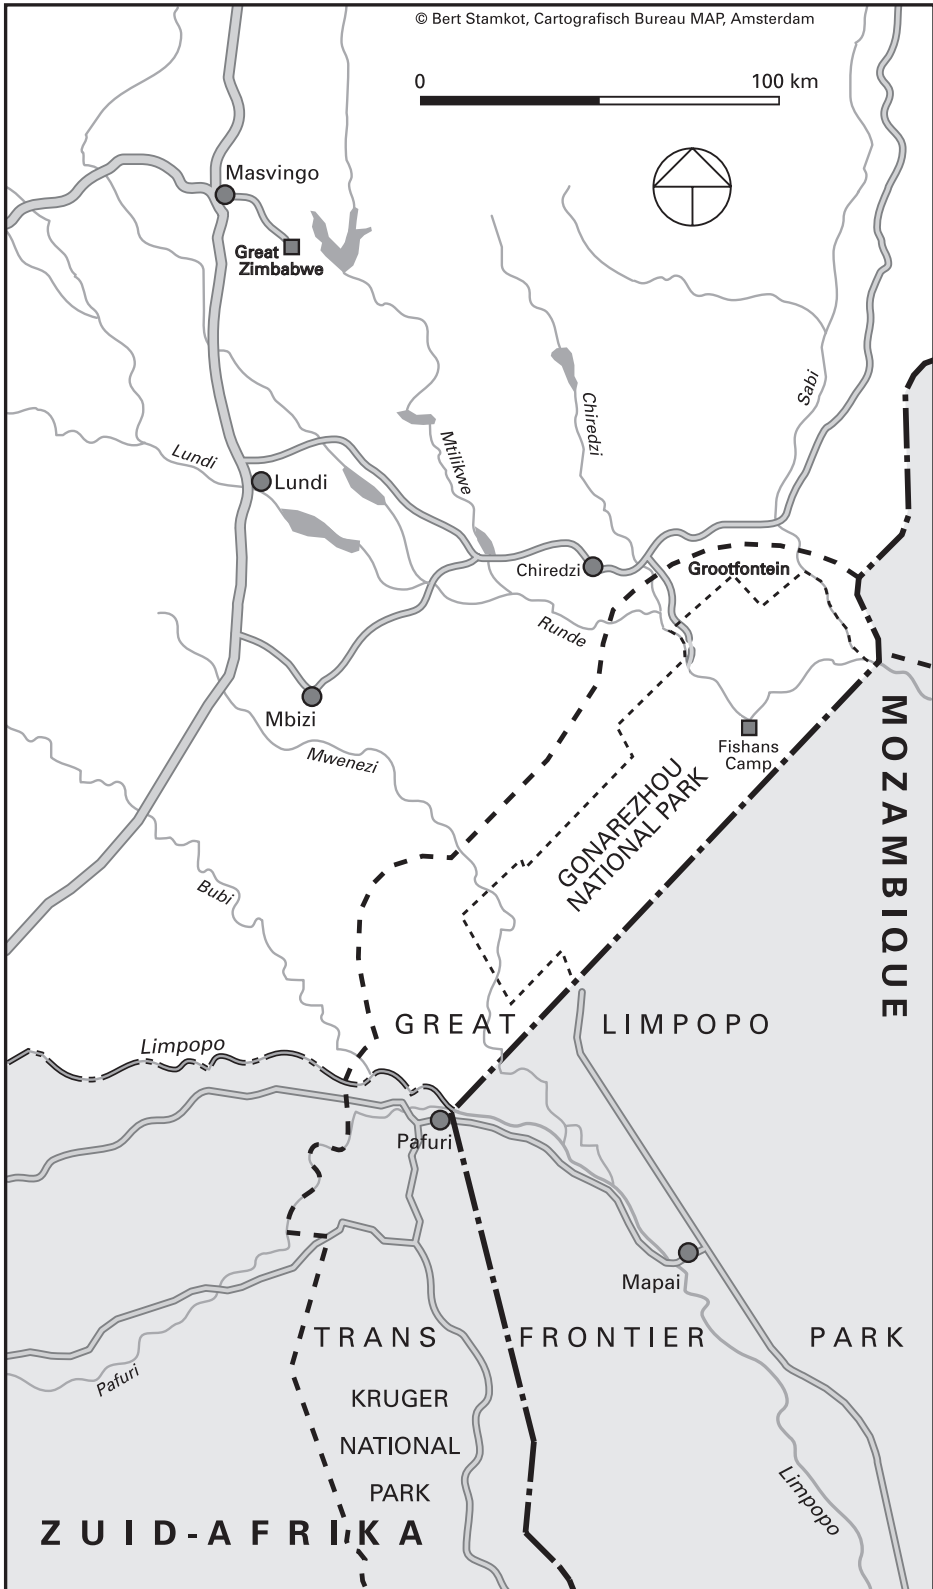 © Bert Stamkot, Cartografisch Bureau MAP, Amsterdam
0 100 km
Masvingo
Great
Zimbabwe
Sabi
Chiredzi
Mtilikwe
Lundi
Lundi
Chiredzi
Grootfontein
Runde
Mbizi
Mwenezi
Fishans
Camp
MOZAMBIQUE
GONAREZHOU
NATIONAL PARK
Bubi
GREAT LIMPOPO
Limpopo
Pafuri
Mapai
TRANS FRONTIER PARK
Pafuri
KRUGER
NATIONAL
PARK
Limpopo
ZUID-AFRIKA